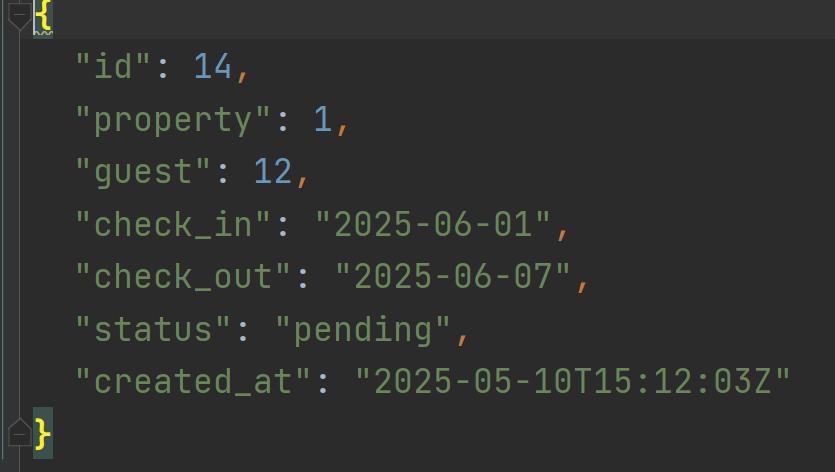 {
"id": 14,
"property": 1,
"guest": 12,
"check_in": "2025-06-01",
"check_out": "2025-06-07",
"status": "pending",
"created_at": "2025-05-10T15:12:03Z"
}